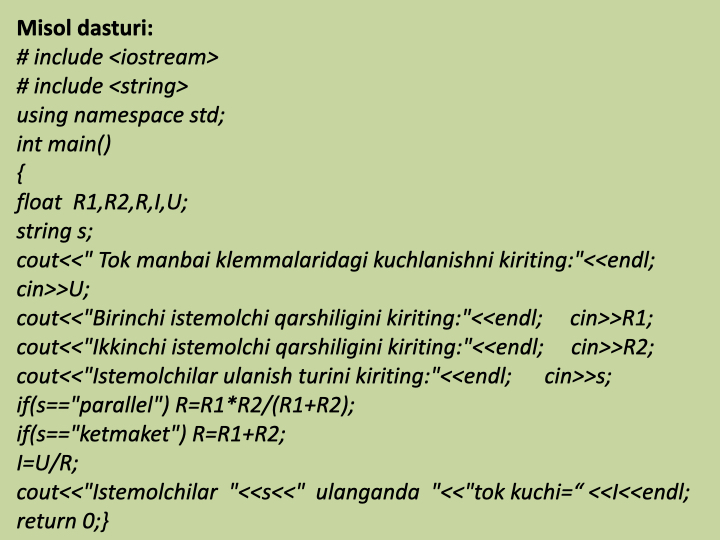 Misol dasturi:
# include <iostream>
# include <string>
using namespace std;
int main()
{
float  R1,R2,R,I,U;
string s;
cout<<" Tok manbai klemmalaridagi kuchlanishni kiriting:"<<endl;
cin>>U;
cout<<"Birinchi istemolchi qarshiligini kiriting:"<<endl;    cin>>R1;
cout<<"Ikkinchi istemolchi qarshiligini kiriting:"<<endl;    cin>>R2;
cout<<"Istemolchilar ulanish turini kiriting:"<<endl;     cin>>s;
if(s=="parallel") R=R1*R2/(R1+R2);
if(s=="ketmaket") R=R1+R2;
I=U/R;
cout<<"Istemolchilar  "<<s<<"  ulanganda  "<<"tok kuchi=“ <<I<<endl;
return 0;}